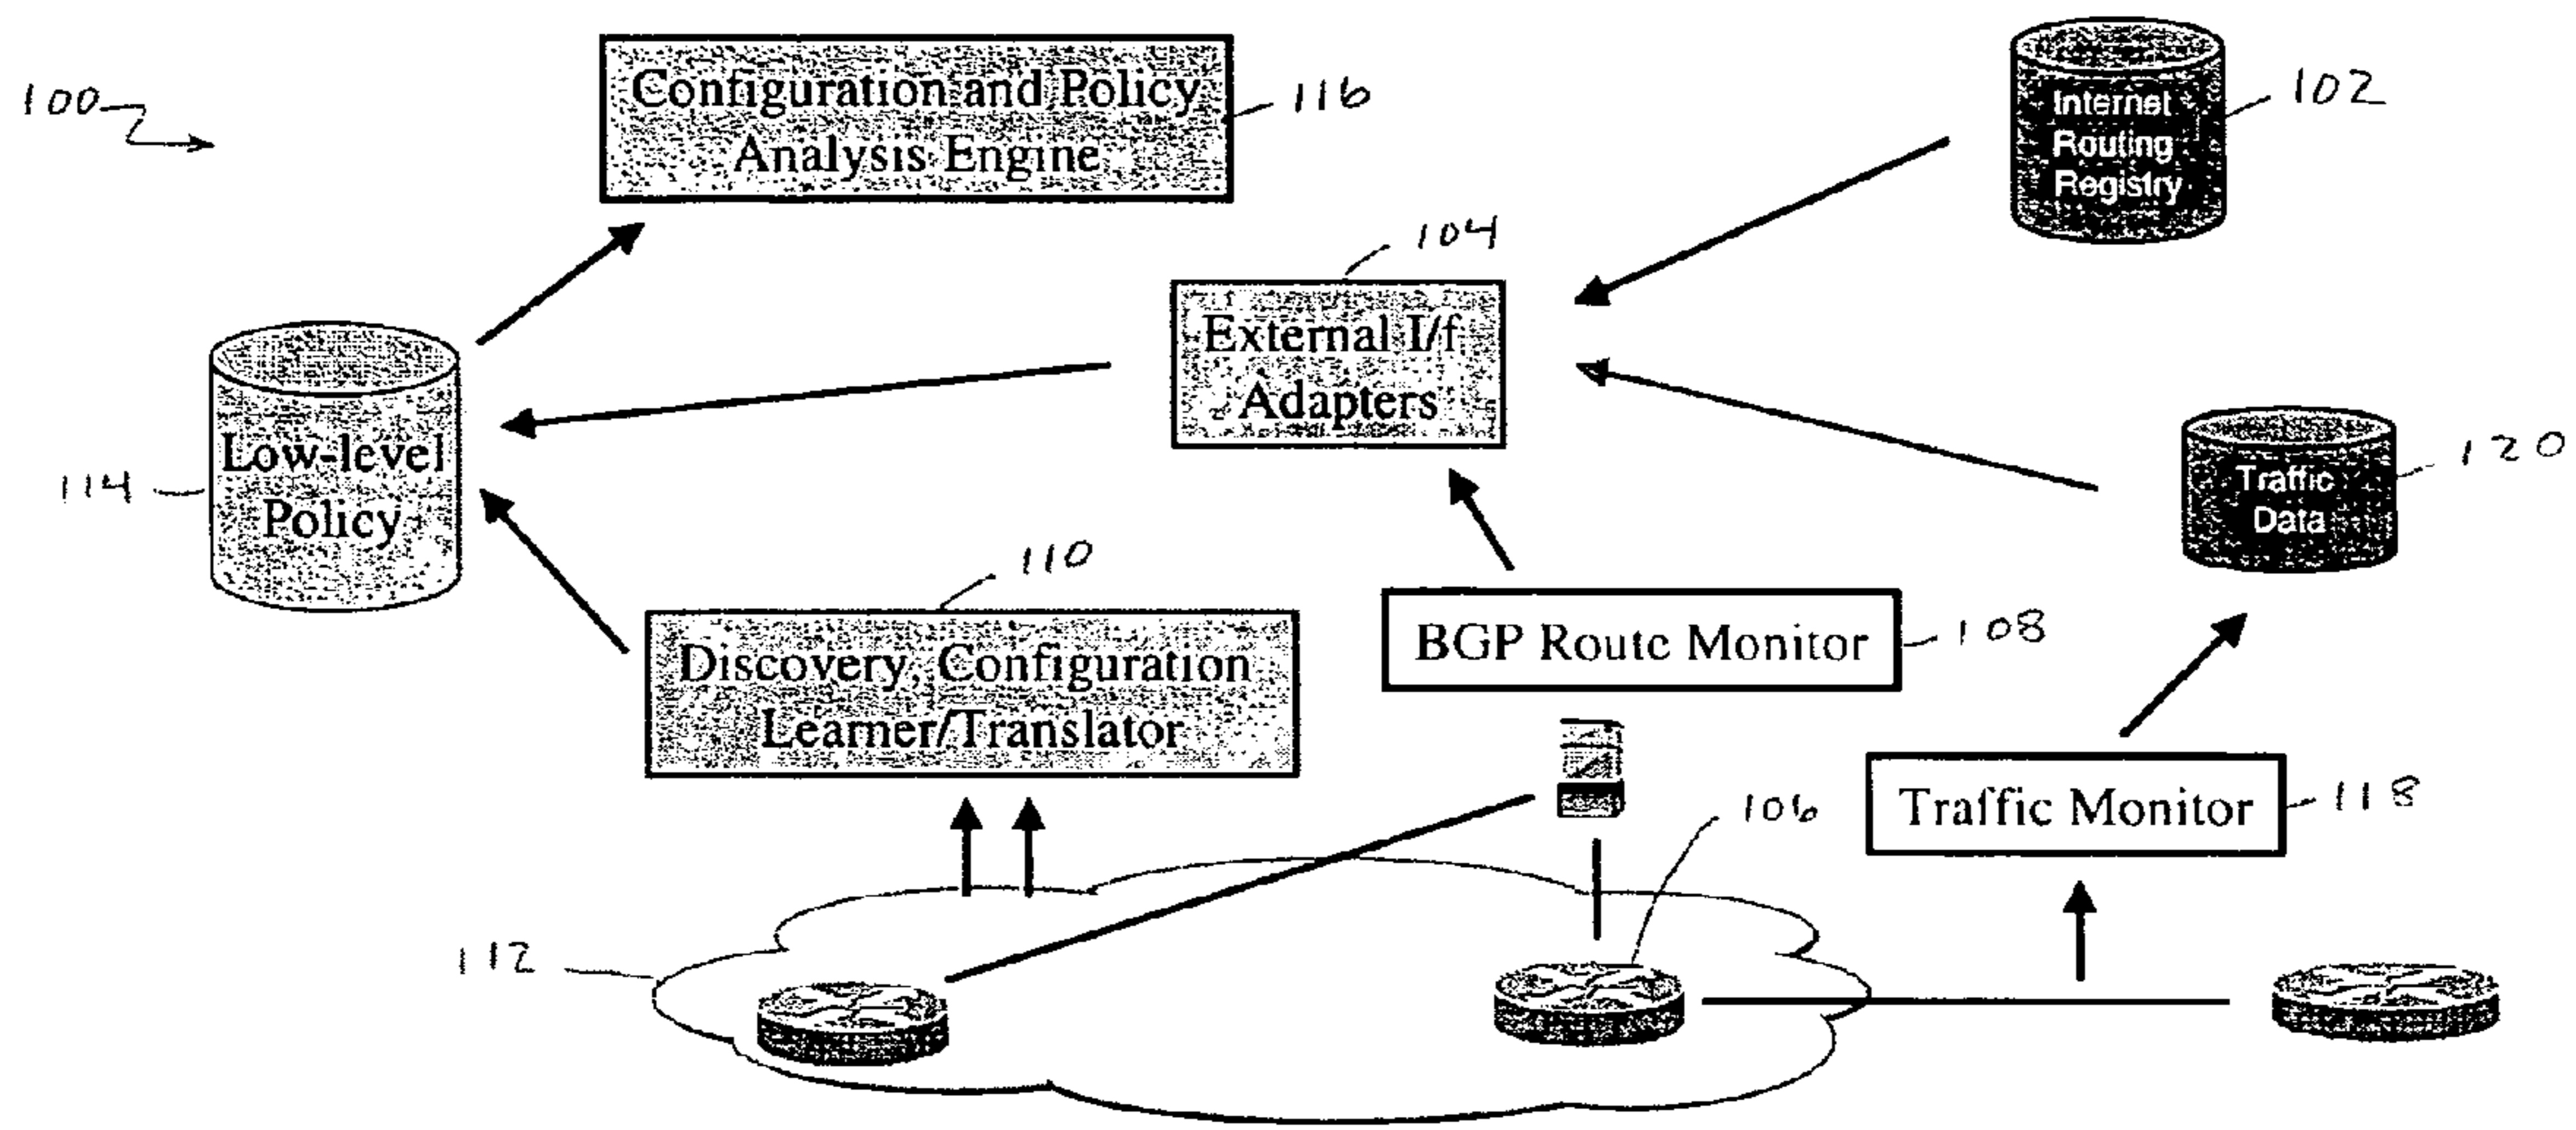 100
Configuration and Policy
Analysis Engine
116
Internet
Routing
Registry
102
104
External I/f
Adapters
Low-level
Policy
114
Traffic
Data
120
110
Discovery, Configuration
Learner/Translator
BGP Route Monitor
108
106
Traffic Monitor
118
112